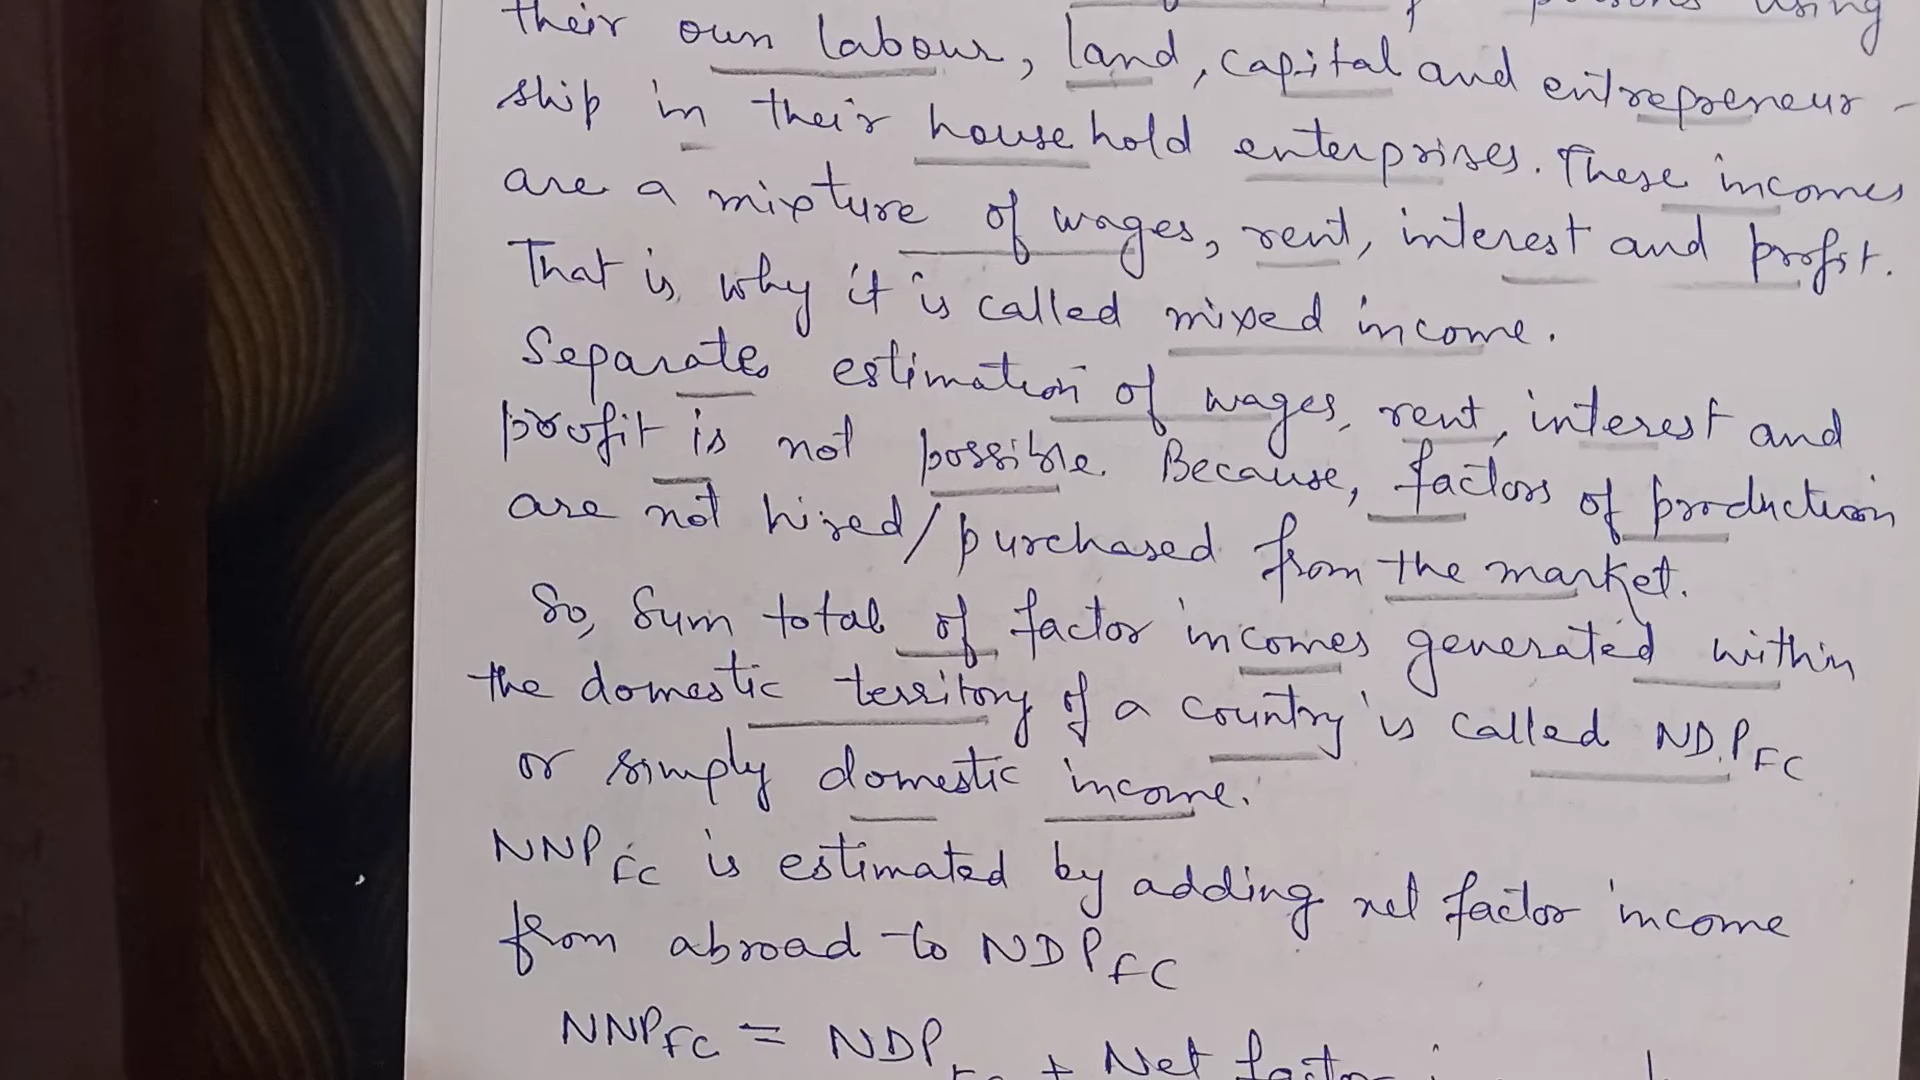 their own labour, land, capital and entrepreneur-
ship in their household enterprises. These incomes
are a mixture of wages, rent, interest and profit.
That is why it is called mixed income.
Separate estimation of wages, rent, interest and
profit is not possible. Because, factors of production
are not hired/purchased from the market.
So, Sum total of factor incomes generated within
the domestic territory of a country is called NDPFC
or simply domestic income.
NNPFC is estimated by adding net factor income
from abroad to NDPFC
NNPFC = NDP + Net factor